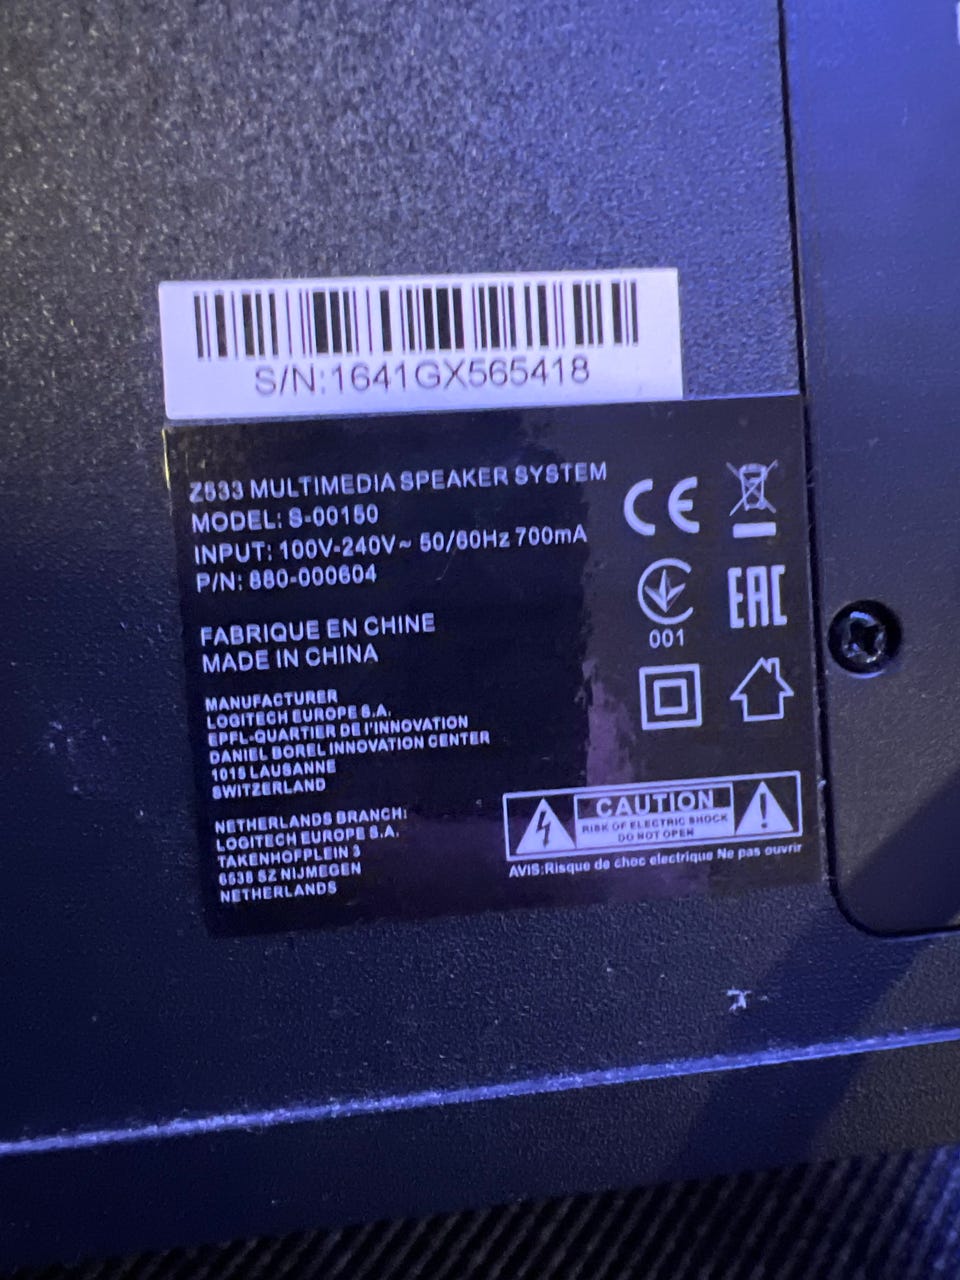 S/N:1641GX565418
Z533 MULTIMEDIA SPEAKER SYSTEM
MODEL: S-00150
INPUT: 100V-240V~ 50/60Hz 700mA
P/N: 880-000604
FABRIQUE EN CHINE
MADE IN CHINA
MANUFACTURER
LOGITECH EUROPE S.A.
EPFL-QUARTIER DE I'INNOVATION
DANIEL BOREL INNOVATION CENTER
1015 LAUSANNE
SWITZERLAND
NETHERLANDS BRANCH:
LOGITECH EUROPE S.A.
TAKENHOFPLEIN 3
6538 SZ NIJMEGEN
NETHERLANDS
CE
001
EAC
CAUTION
RISK OF ELECTRIC SHOCK
DO NOT OPEN
AVIS:Risque de choc electrique Ne pas ouvrir